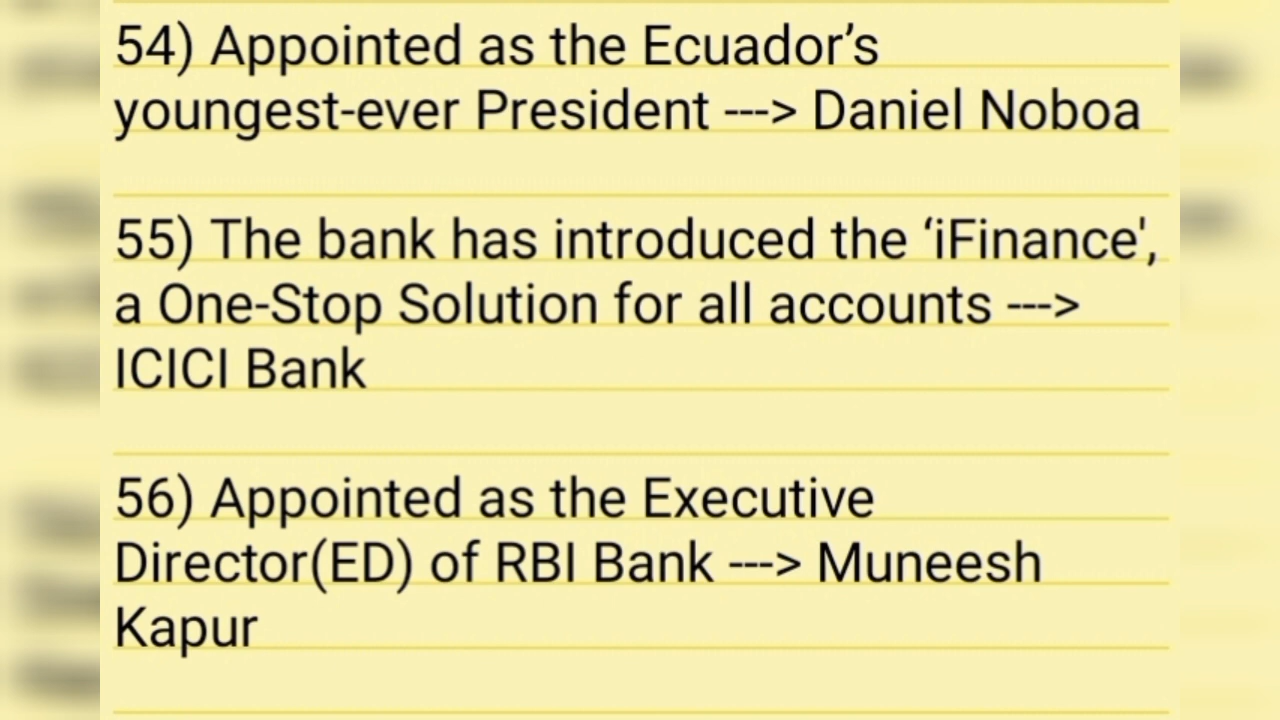 54) Appointed as the Ecuador’s
youngest-ever President ---> Daniel Noboa
55) The bank has introduced the ‘iFinance',
a One-Stop Solution for all accounts --->
ICICI Bank
56) Appointed as the Executive
Director(ED) of RBI Bank ---> Muneesh
Kapur